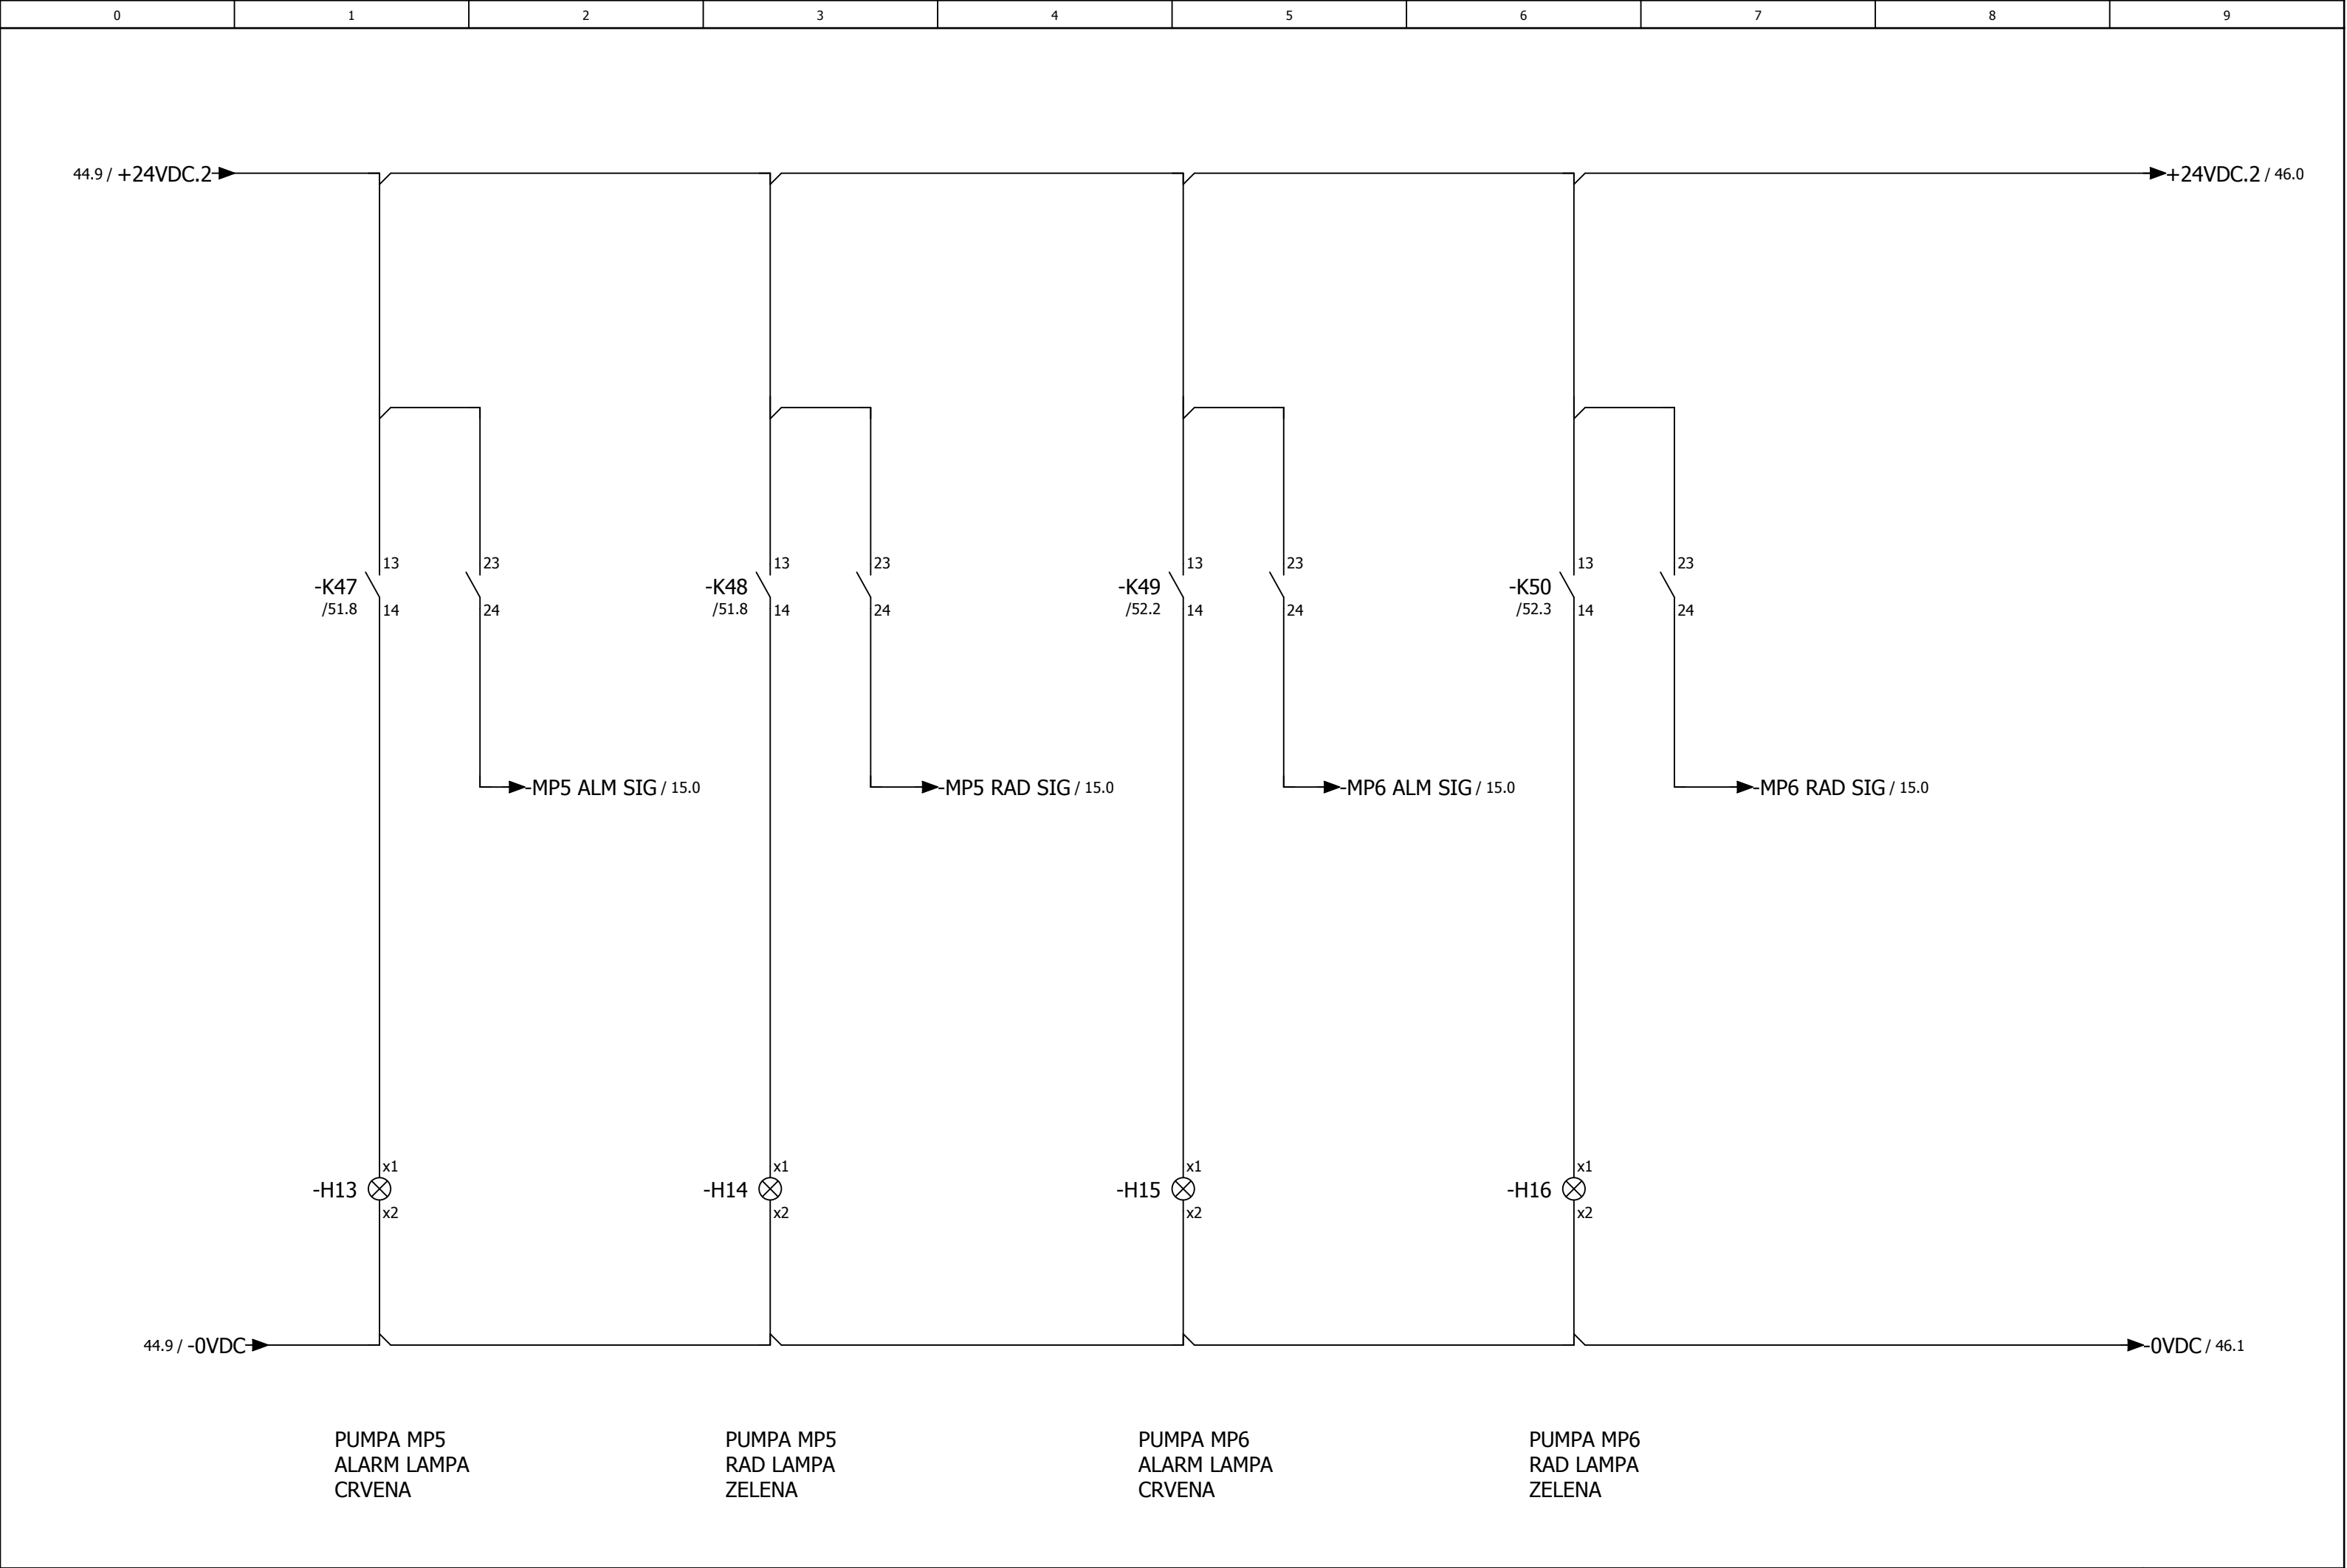 0 1 2 3 4 5 6 7 8 9
44.9 / +24VDC.2 +24VDC.2 / 46.0
13 23 13 23 13 23 13 23
-K47 -K48 -K49 -K50
/51.8 14 24 /51.8 14 24 /52.2 14 24 /52.3 14 24
-MP5 ALM SIG / 15.0 -MP5 RAD SIG / 15.0 -MP6 ALM SIG / 15.0 -MP6 RAD SIG / 15.0
x1 x1 x1 x1
-H13 -H14 -H15 -H16
x2 x2 x2 x2
44.9 / -0VDC -0VDC / 46.1
PUMPA MP5
ALARM LAMPA
CRVENA
PUMPA MP5
RAD LAMPA
ZELENA
PUMPA MP6
ALARM LAMPA
CRVENA
PUMPA MP6
RAD LAMPA
ZELENA